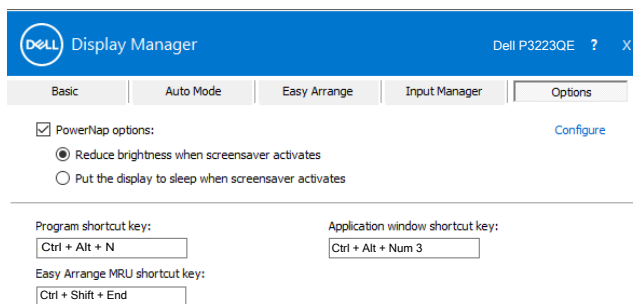 DELL Display Manager Dell P3223QE ? X
Basic Auto Mode Easy Arrange Input Manager Options
PowerNap options: Configure
Reduce brightness when screensaver activates
Put the display to sleep when screensaver activates
Program shortcut key: Application window shortcut key:
Ctrl + Alt + N Ctrl + Alt + Num 3
Easy Arrange MRU shortcut key:
Ctrl + Shift + End